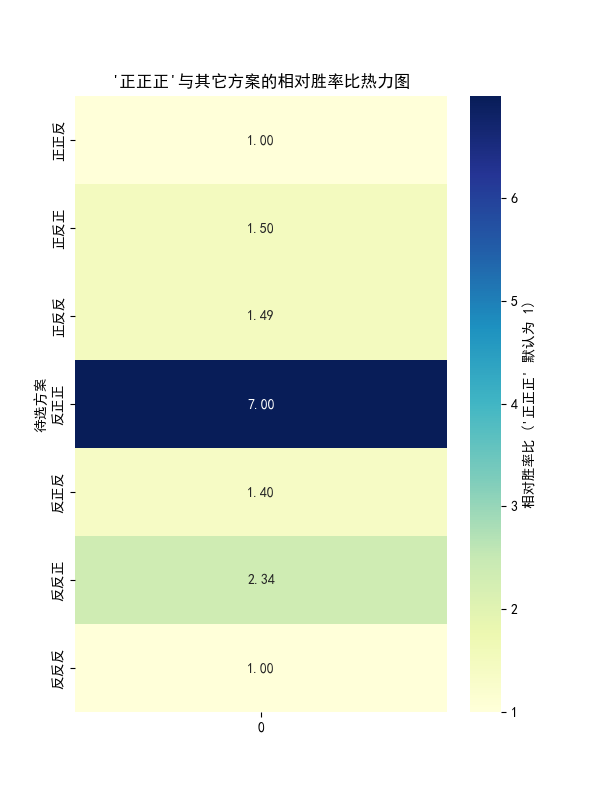 '正正正'与其它方案的相对胜率比热力图
待选方案
正正反
1.00
正反正
1.50
正反反
1.49
反正正
7.00
反正反
1.40
反反正
2.34
反反反
1.00
0
6
5
4
3
2
1
相对胜率比（'正正正' 默认为 1）